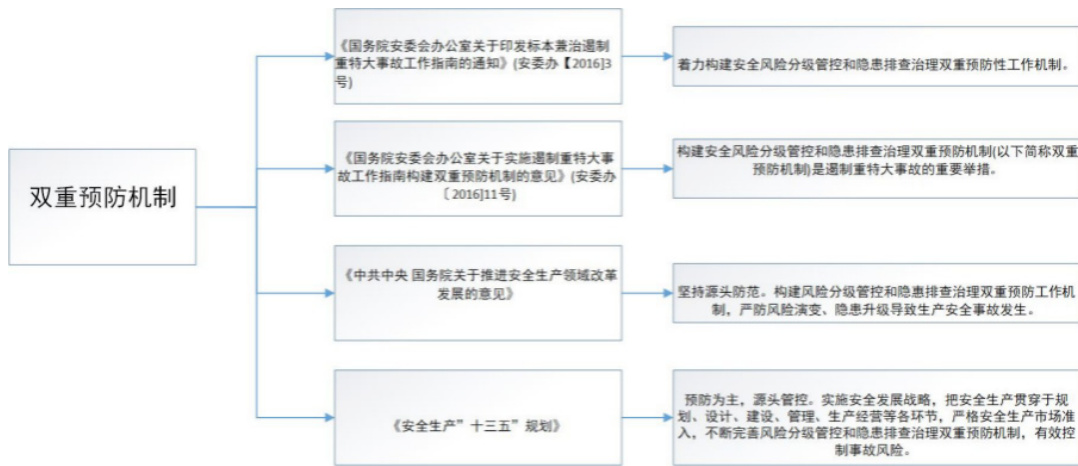 双重预防机制
《国务院安委会办公室关于印发标本兼治遏制
重特大事故工作指南的通知》(安委办【2016]3
号)
着力构建安全风险分级管控和隐患排查治理双重预防性工作机制。
《国务院安委会办公室关于实施遏制重特大事
故工作指南构建双重预防机制的意见》(安委办
〔2016]11号)
构建安全风险分级管控和隐患排查治理双重预防机制(以下简称双重
预防机制)是遏制重特大事故的重要举措。
《中共中央 国务院关于推进安全生产领域改革
发展的意见》
坚持源头防范。构建风险分级管控和隐患排查治理双重预防工作机
制，严防风险演变、隐患升级导致生产安全事故发生。
《安全生产”十三五”规划》
预防为主，源头管控。实施安全发展战略，把安全生产贯穿于规
划、设计、建设、管理、生产经营等各环节，严格安全生产市场准
入，不断完善风险分级管控和隐患排查治理双重预防机制，有效控
制事故风险。